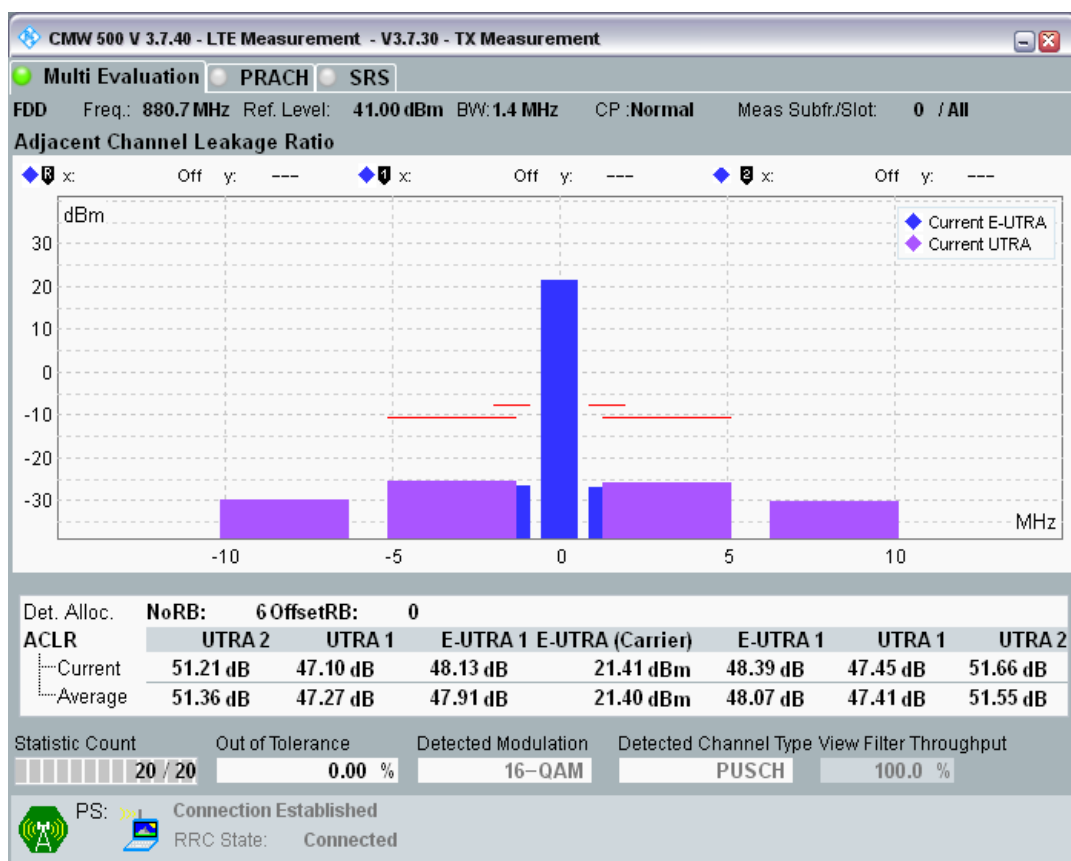 CMW 500 V 3.7.40 - LTE Measurement - V3.7.30 - TX Measurement
Multi Evaluation PRACH SRS
FDD Freq.: 880.7 MHz Ref. Level: 41.00 dBm BW: 1.4 MHz CP :Normal Meas Subfr./Slot: 0 / All
Adjacent Channel Leakage Ratio
R x: Off y: --- 1 x: Off y: --- 2 x: Off y: ---
dBm
Current E-UTRA
Current UTRA
30
20
10
0
-10
-20
-30
MHz
-10 -5 0 5 10
Det. Alloc. NoRB: 6 OffsetRB: 0
ACLR UTRA 2 UTRA 1 E-UTRA 1 E-UTRA (Carrier) E-UTRA 1 UTRA 1 UTRA 2
Current 51.21 dB 47.10 dB 48.13 dB 21.41 dBm 48.39 dB 47.45 dB 51.66 dB
Average 51.36 dB 47.27 dB 47.91 dB 21.40 dBm 48.07 dB 47.41 dB 51.55 dB
Statistic Count Out of Tolerance Detected Modulation Detected Channel Type View Filter Throughput
20 / 20 0.00 % 16-QAM PUSCH 100.0 %
PS: Connection Established
RRC State: Connected